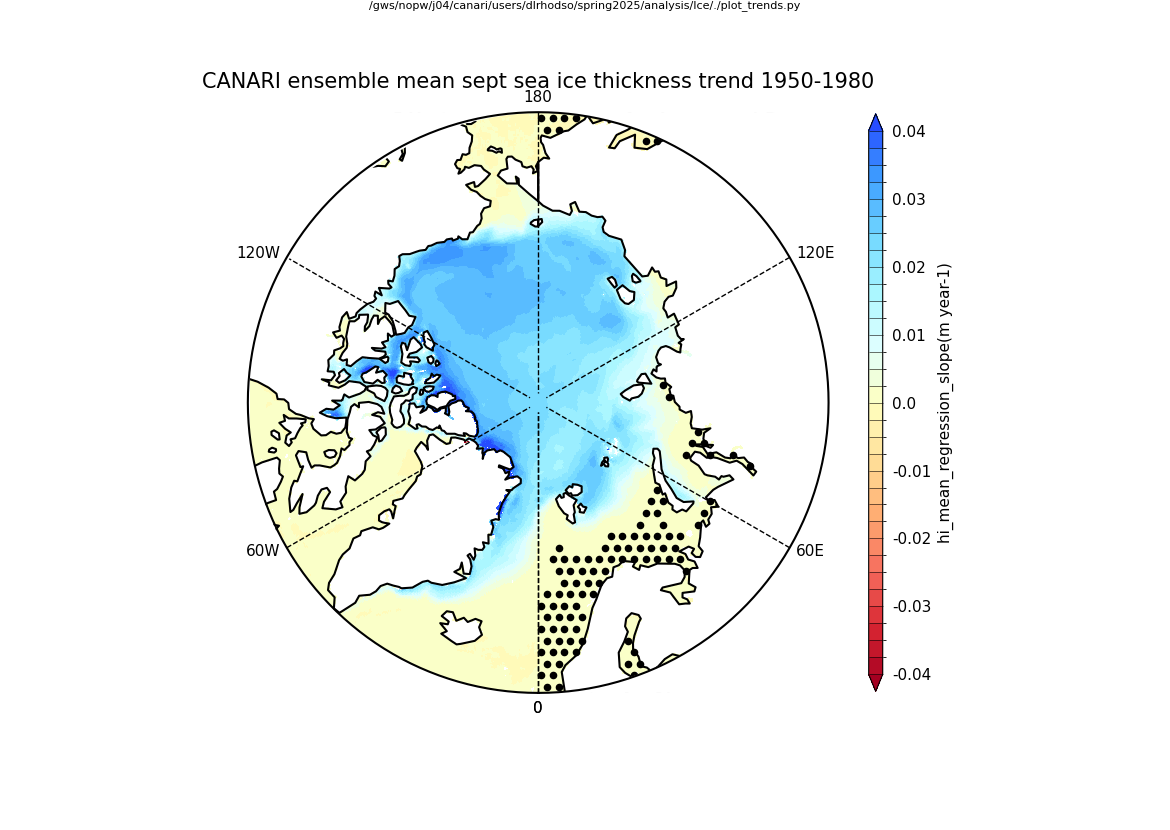 /gws/nopw/j04/canari/users/dlrhodso/spring2025/analysis/Ice/./plot_trends.py
CANARI ensemble mean sept sea ice thickness trend 1950-1980
180
120W
120E
60W
60E
0
0.04
0.03
0.02
0.01
0.0
-0.01
-0.02
-0.03
-0.04
hi_mean_regression_slope(m year-1)